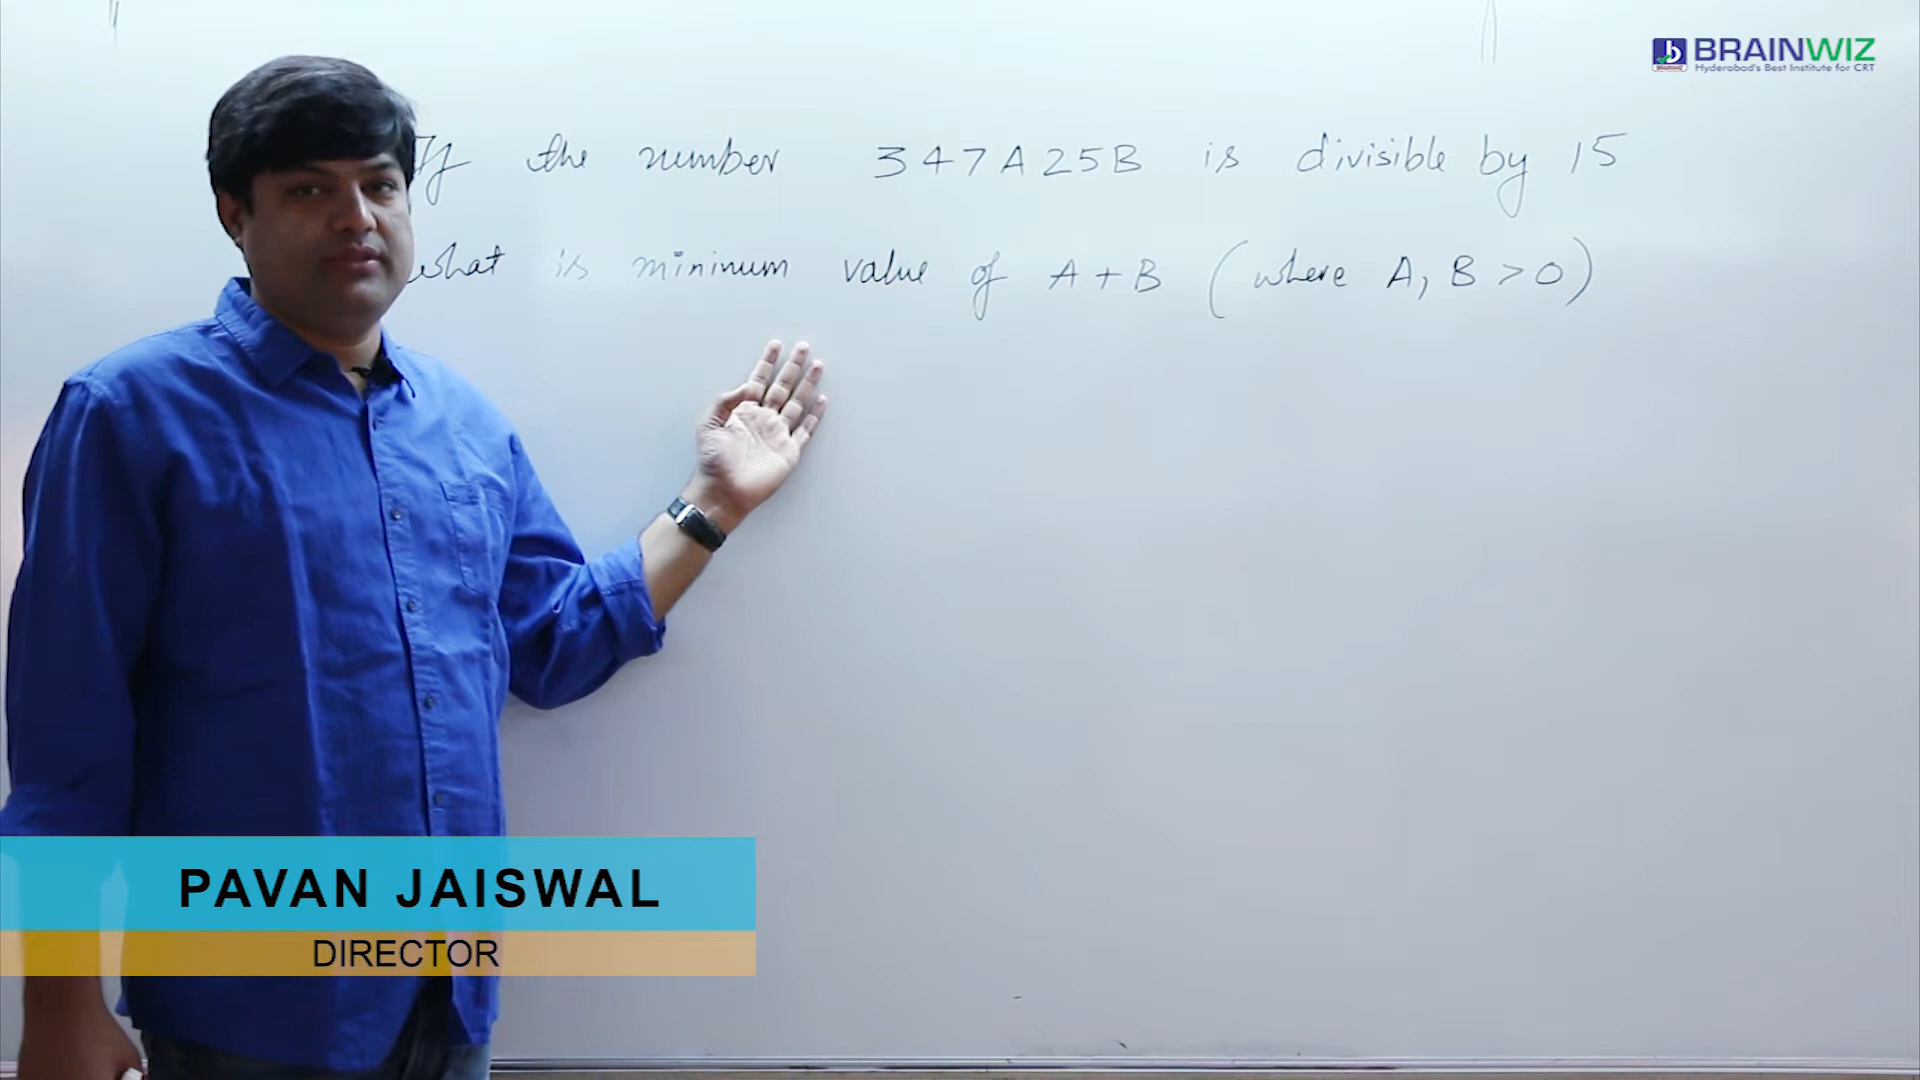 BRAINWIZ
Hyderabad's Best Institute for CRT
If the number 347A25B is divisible by 15
what is mininum value of A+B (where A, B >0)
PAVAN JAISWAL
DIRECTOR